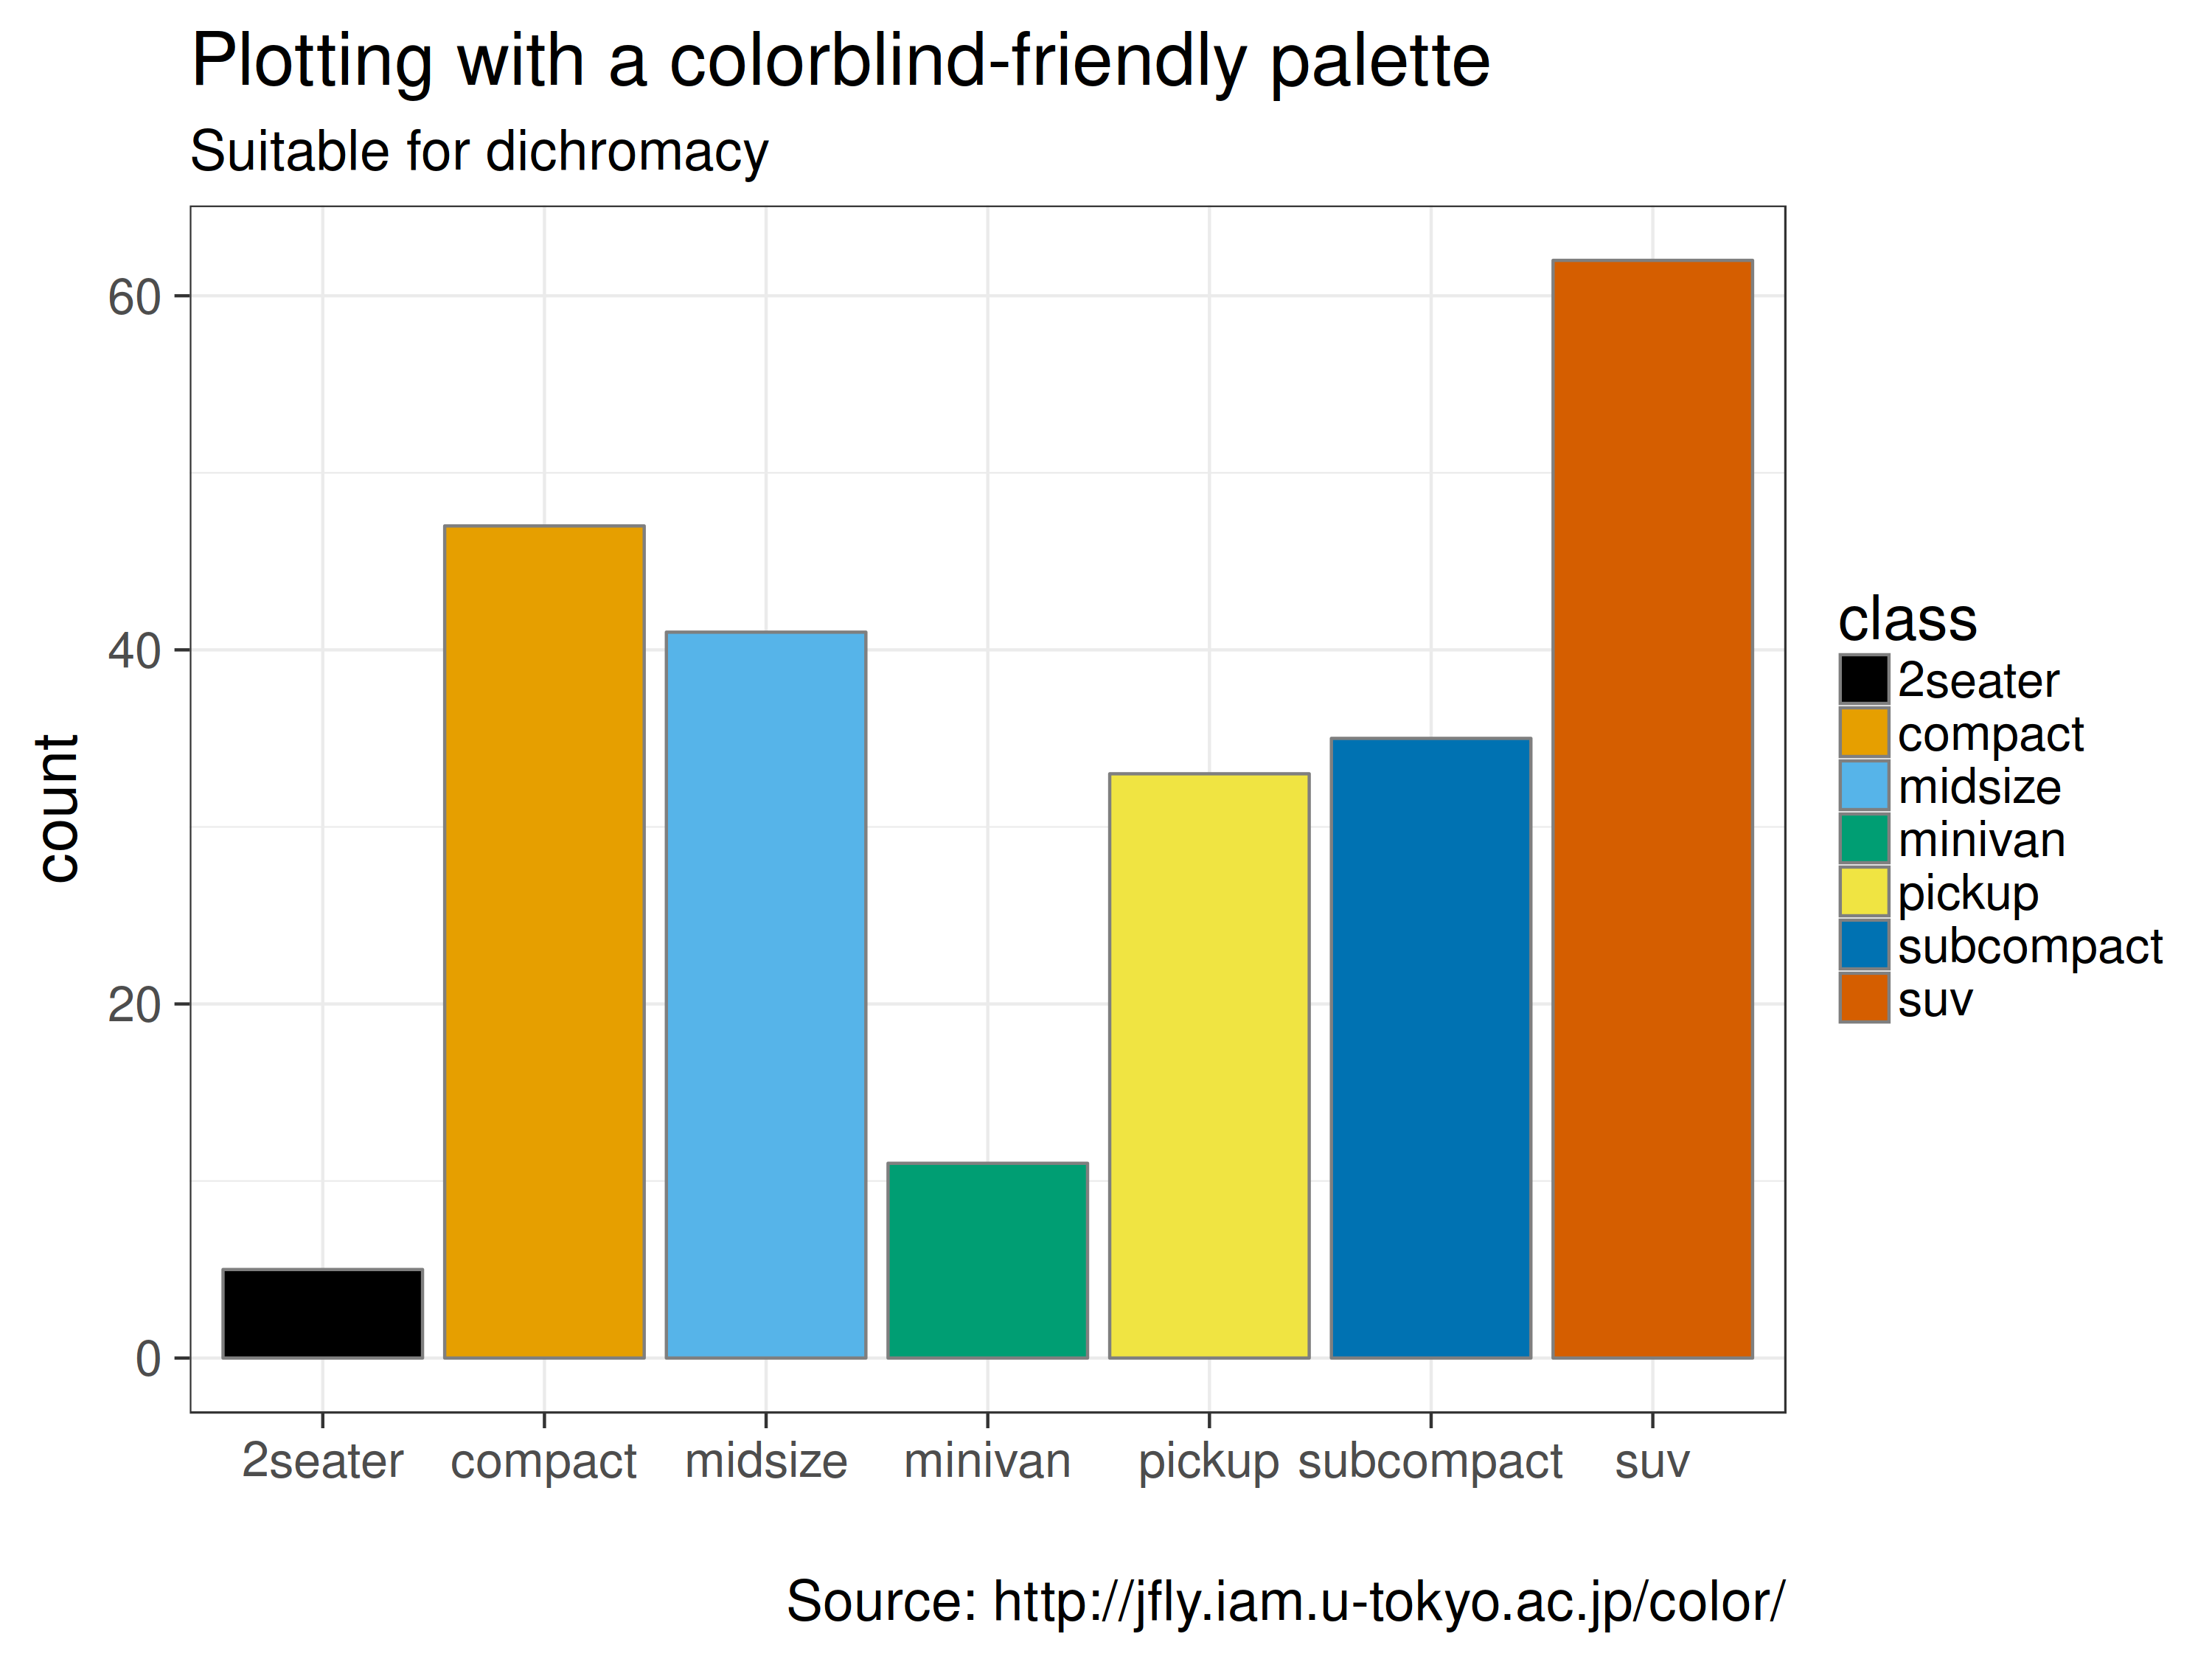 Plotting with a colorblind-friendly palette
Suitable for dichromacy
60
40
20
0
count
2seater compact midsize minivan pickup subcompact suv
class
2seater
compact
midsize
minivan
pickup
subcompact
suv
Source: http://jfly.iam.u-tokyo.ac.jp/color/